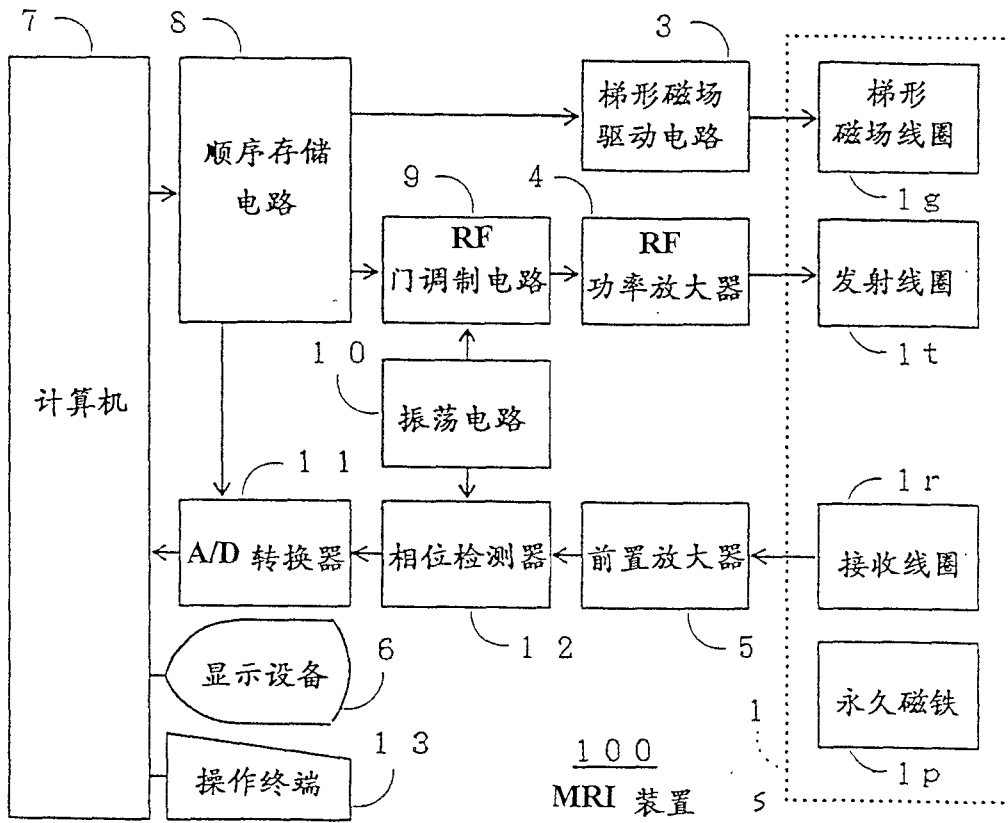 7
8
3
梯形磁场
驱动电路
梯形
磁场线圈
1g
顺序存储
电路
9
4
RF
门调制电路
RF
功率放大器
发射线圈
1t
10
振荡电路
计算机
11
1r
A/D 转换器
相位检测器
前置放大器
接收线圈
12
5
6
显示设备
永久磁铁
1p
13
操作终端
1
100
MRI 装置
s